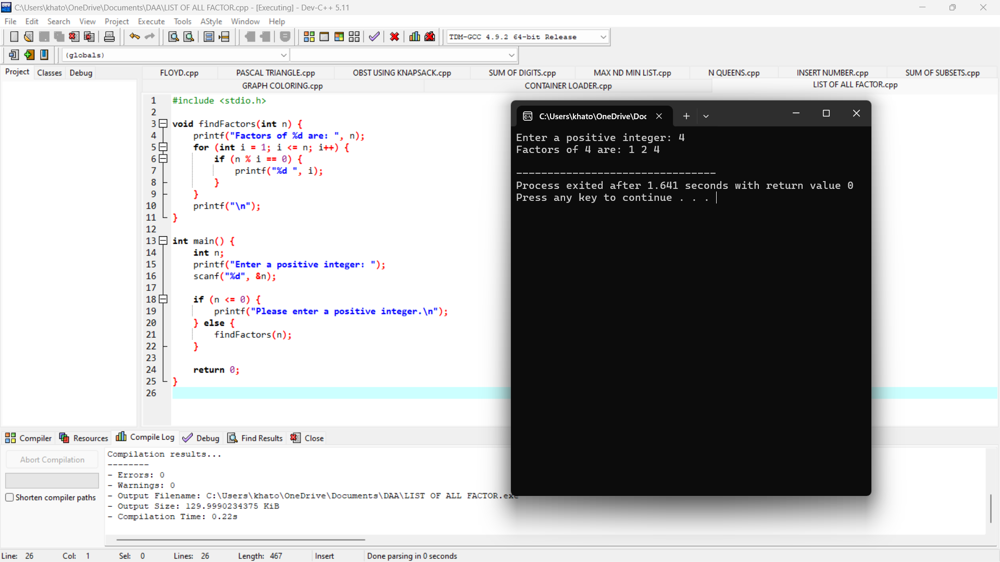 C:\Users\khato\OneDrive\Documents\DAA\LIST OF ALL FACTOR.cpp - [Executing] - Dev-C++ 5.11
File Edit Search View Project Execute Tools AStyle Window Help
TDM-GCC 4.9.2 64-bit Release
(globals)
Project Classes Debug
FLOYD.cpp PASCAL TRIANGLE.cpp OBST USING KNAPSACK.cpp SUM OF DIGITS.cpp MAX ND MIN LIST.cpp N QUEENS.cpp INSERT NUMBER.cpp SUM OF SUBSETS.cpp
GRAPH COLORING.cpp CONTAINER LOADER.cpp LIST OF ALL FACTOR.cpp
1 #include <stdio.h>
2
3 void findFactors(int n) {
4 printf("Factors of %d are: ", n);
5 for (int i = 1; i <= n; i++) {
6 if (n % i == 0) {
7 printf("%d ", i);
8 }
9 }
10 printf("\n");
11 }
12
13 int main() {
14 int n;
15 printf("Enter a positive integer: ");
16 scanf("%d", &n);
17
18 if (n <= 0) {
19 printf("Please enter a positive integer.\n");
20 } else {
21 findFactors(n);
22 }
23
24 return 0;
25 }
26
C:\Users\khato\OneDrive\Doc
Enter a positive integer: 4
Factors of 4 are: 1 2 4
--------------------------------
Process exited after 1.641 seconds with return value 0
Press any key to continue . . .
Compiler Resources Compile Log Debug Find Results Close
Abort Compilation
Shorten compiler paths
Compilation results...
--------
- Errors: 0
- Warnings: 0
- Output Filename: C:\Users\khato\OneDrive\Documents\DAA\LIST OF ALL FACTOR.exe
- Output Size: 129.9990234375 KiB
- Compilation Time: 0.22s
Line: 26 Col: 1 Sel: 0 Lines: 26 Length: 467 Insert Done parsing in 0 seconds